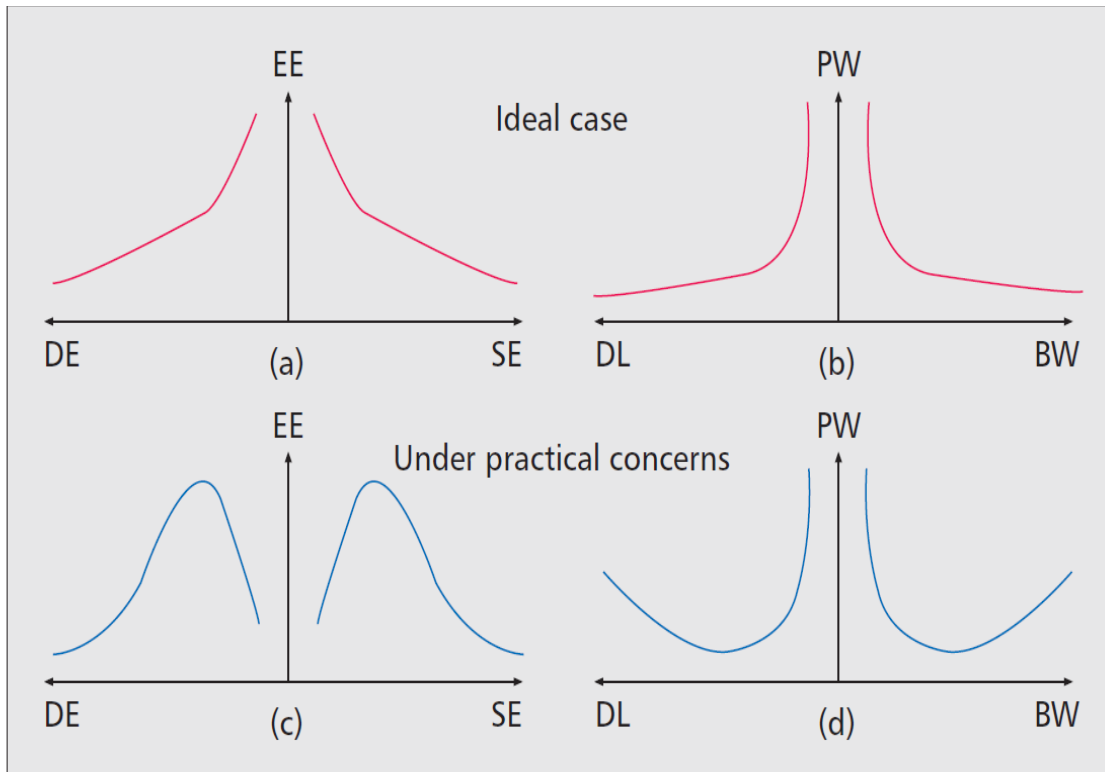 EE
PW
Ideal case
DE
(a)
SE
DL
(b)
BW
EE
PW
Under practical concerns
DE
(c)
SE
DL
(d)
BW